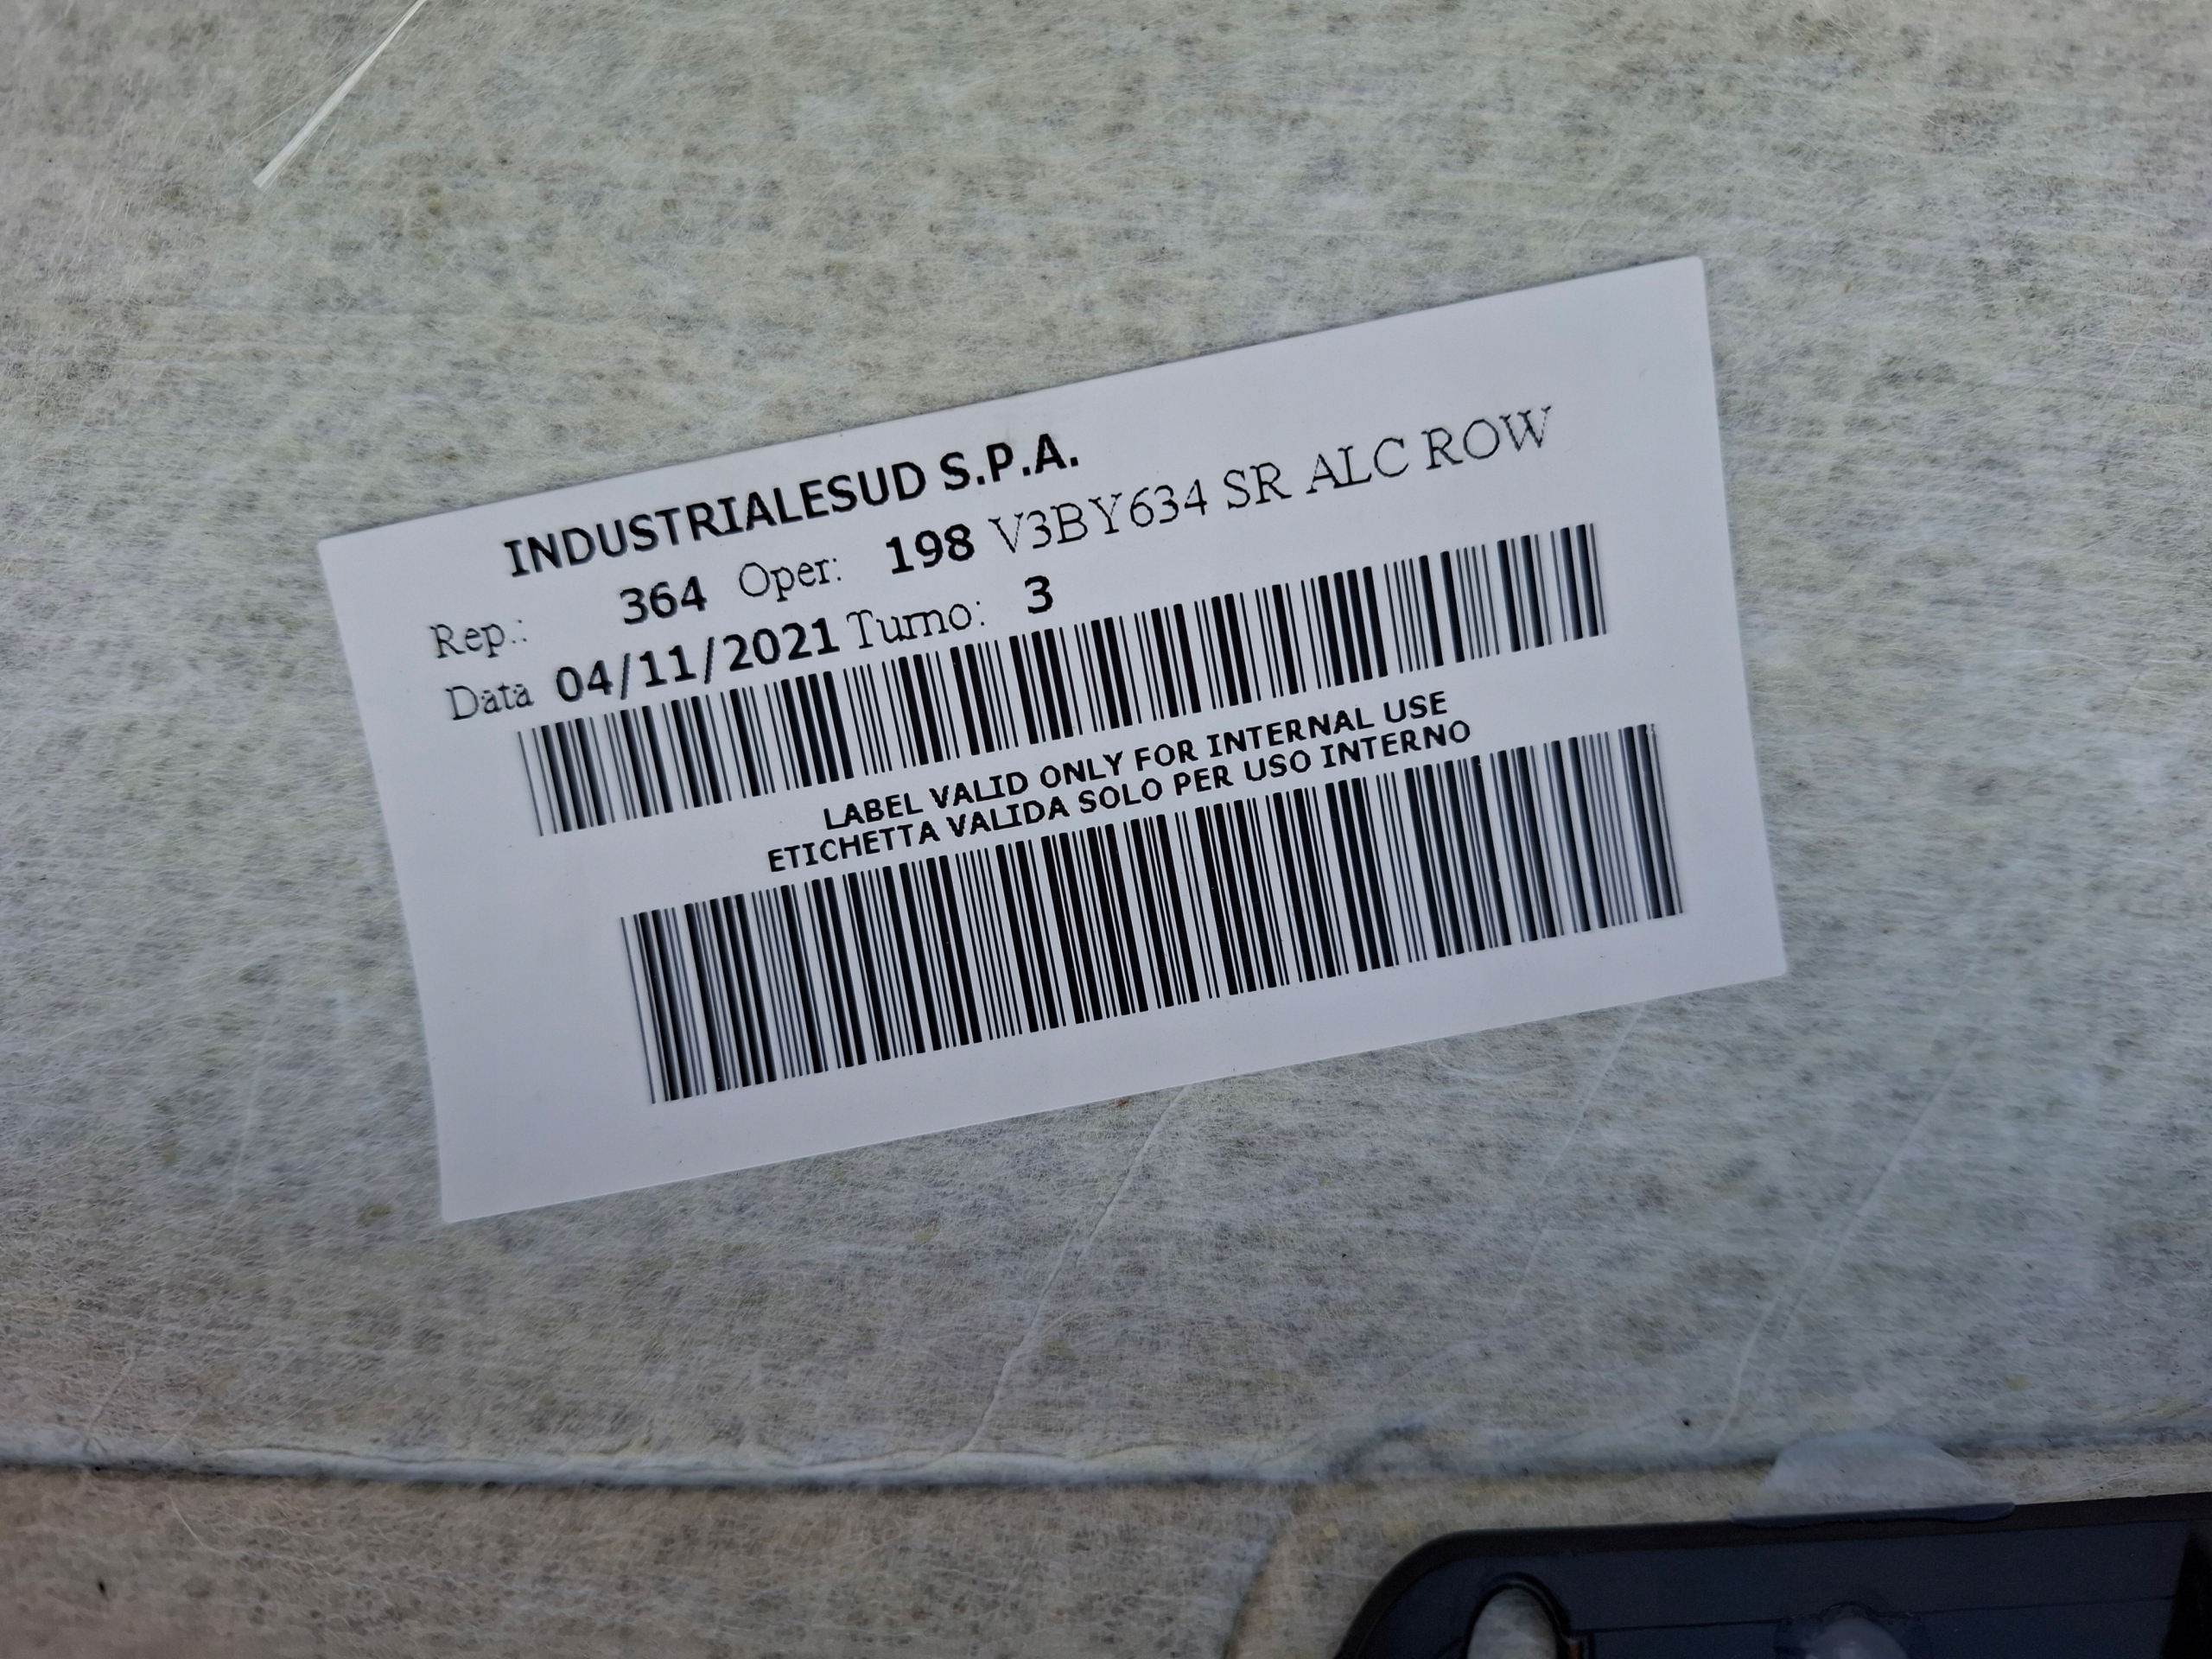 INDUSTRIALESUD S.P.A.
Rep.: 364 Oper: 198 V3BY634 SR ALC ROW
Data 04/11/2021 Turno: 3
LABEL VALID ONLY FOR INTERNAL USE
ETICHETTA VALIDA SOLO PER USO INTERNO